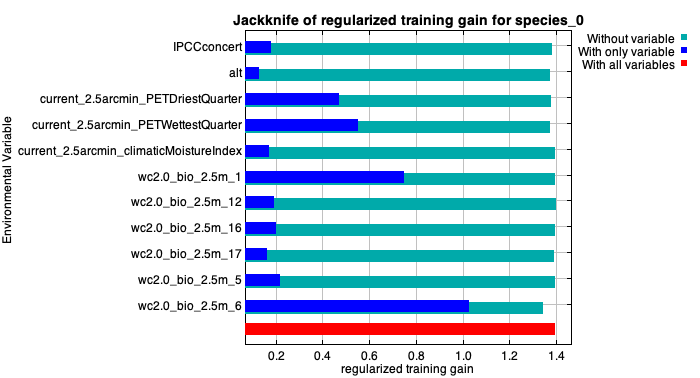 Jackknife of regularized training gain for species_0
Without variable
With only variable
With all variables
Environmental Variable
IPCCconcert
alt
current_2.5arcmin_PETDriestQuarter
current_2.5arcmin_PETWettestQuarter
current_2.5arcmin_climaticMoistureIndex
wc2.0_bio_2.5m_1
wc2.0_bio_2.5m_12
wc2.0_bio_2.5m_16
wc2.0_bio_2.5m_17
wc2.0_bio_2.5m_5
wc2.0_bio_2.5m_6
0.2 0.4 0.6 0.8 1.0 1.2 1.4
regularized training gain